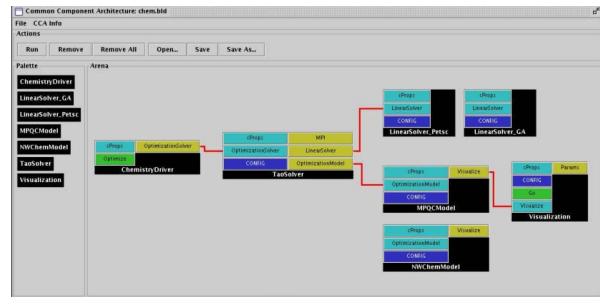 Common Component Architecture: chem.bld
File CCA Info
Actions
Run Remove Remove All Open... Save Save As...
Palette
Arena
ChemistryDriver
LinearSolver_GA
LinearSolver_Petsc
MPQCModel
NWChemModel
TaoSolver
Visualization
cProps OptimizationSolver
Optimize
ChemistryDriver
cProps MPI
OptimizationSolver LinearSolver
CONFIG OptimizationModel
TaoSolver
cProps
LinearSolver
CONFIG
LinearSolver_Petsc
cProps
LinearSolver
CONFIG
LinearSolver_GA
cProps Visualize
OptimizationModel
CONFIG
MPQCModel
cProps Params
CONFIG
Go
Visualize
Visualization
cProps Visualize
OptimizationModel
CONFIG
NWChemModel